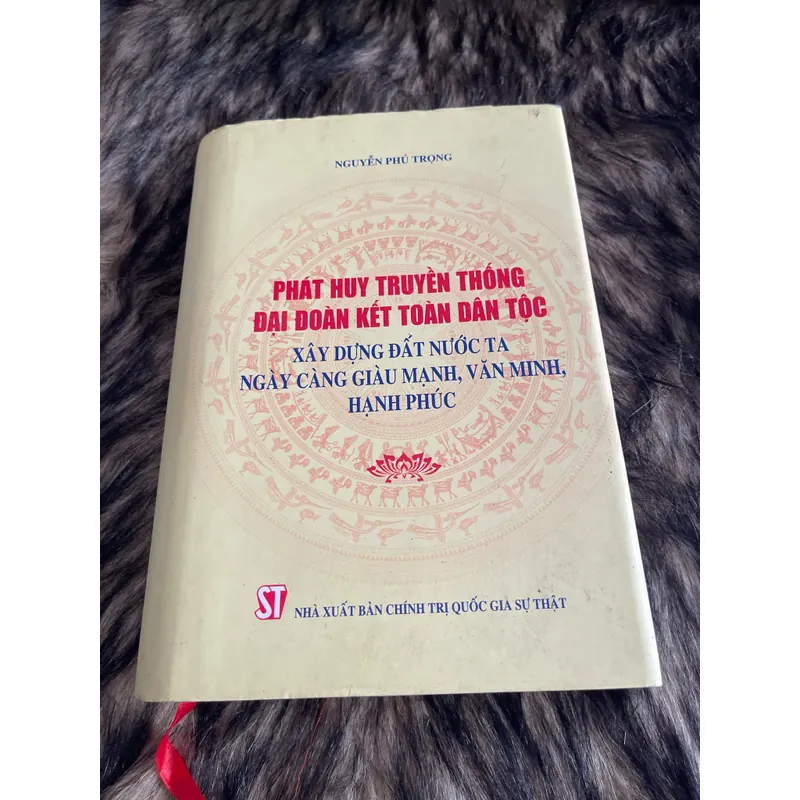 NGUYỄN PHÚ TRỌNG
PHÁT HUY TRUYỀN THỐNG
ĐẠI ĐOÀN KẾT TOÀN DÂN TỘC
XÂY DỰNG ĐẤT NƯỚC TA
NGÀY CÀNG GIÀU MẠNH, VĂN MINH,
HẠNH PHÚC
ST NHÀ XUẤT BẢN CHÍNH TRỊ QUỐC GIA SỰ THẬT